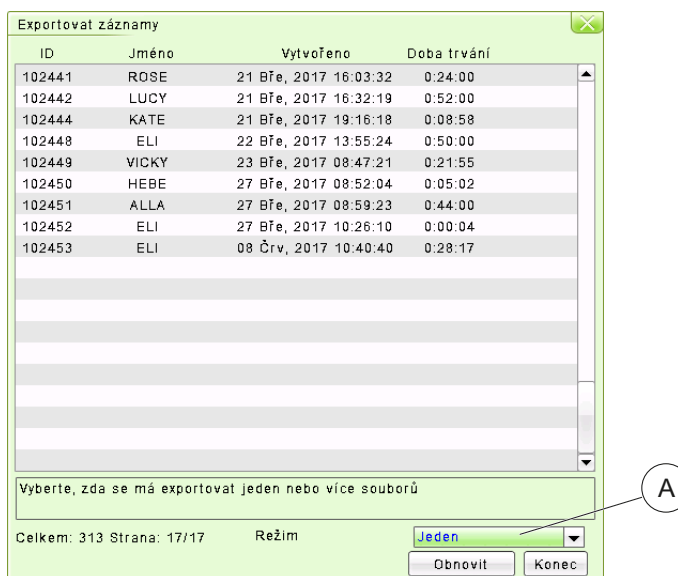 Exportovat záznamy
ID Jméno Vytvořeno Doba trvání
102441 ROSE 21 Bře, 2017 16:03:32 0:24:00
102442 LUCY 21 Bře, 2017 16:32:19 0:52:00
102444 KATE 21 Bře, 2017 19:16:18 0:08:58
102448 ELI 22 Bře, 2017 13:55:24 0:50:00
102449 VICKY 23 Bře, 2017 08:47:21 0:21:55
102450 HEBE 27 Bře, 2017 08:52:04 0:05:02
102451 ALLA 27 Bře, 2017 08:59:23 0:44:00
102452 ELI 27 Bře, 2017 10:26:10 0:00:04
102453 ELI 08 Črv, 2017 10:40:40 0:28:17
Vyberte, zda se má exportovat jeden nebo více souborů
A
Celkem: 313 Strana: 17/17 Režim Jeden
Obnovit Konec